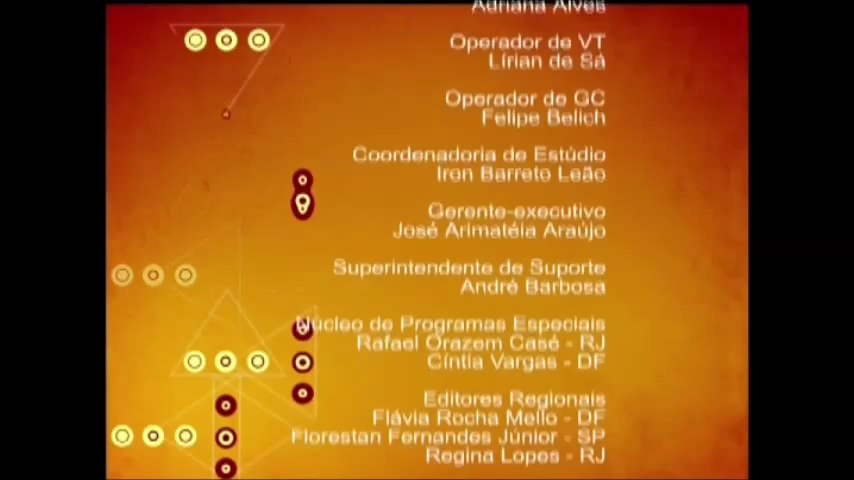 Adriana Alves
Operador de VT
Lírian de Sá
Operador de GC
Felipe Belich
Coordenadoria de Estúdio
Iron Barreto Leão
Gerente-executivo
José Arimatéia Araújo
Superintendente de Suporte
André Barbosa
Núcleo de Programas Especiais
Rafael Orazem Casé - RJ
Cíntia Vargas - DF
Editores Regionais
Flávia Rocha Mello - DF
Florestan Fernandes Júnior - SP
Regina Lopes - RJ